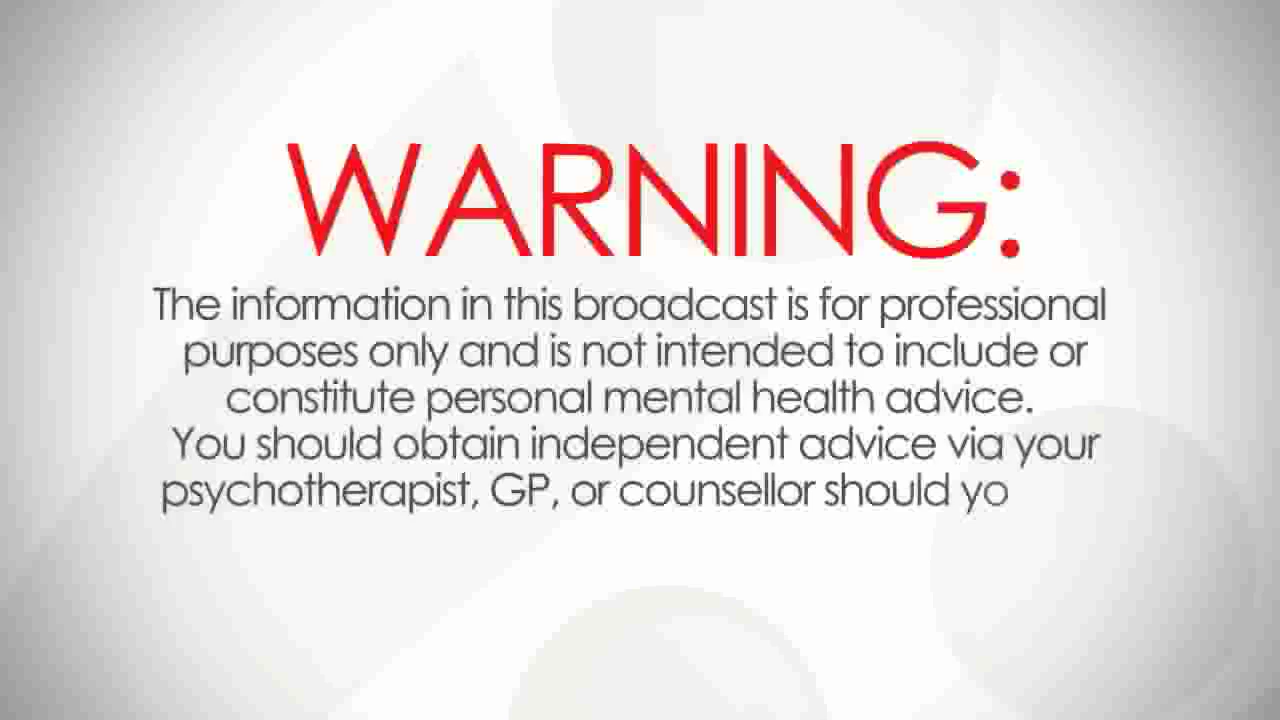 WARNING:
The information in this broadcast is for professional
purposes only and is not intended to include or
constitute personal mental health advice.
You should obtain independent advice via your
psychotherapist, GP, or counsellor should yo